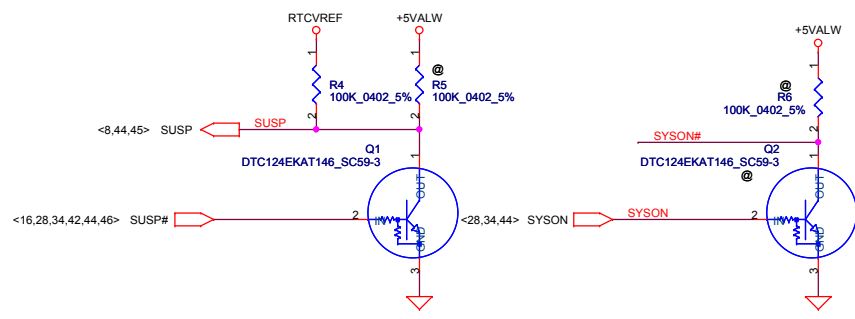 RTCVREF +5VALW
+5VALW
1 1 @
R4 R5
100K_0402_5% 100K_0402_5%
2 2
1 @
R6
100K_0402_5%
2
<8,44,45> SUSP SUSP
SYSON#
Q1 1
DTC124EKAT146_SC59-3
Q2 1
DTC124EKAT146_SC59-3
@
OUT
OUT
<16,28,34,42,44,46> SUSP# 2 IN
<28,34,44> SYSON SYSON 2 IN
GND
GND
3
3